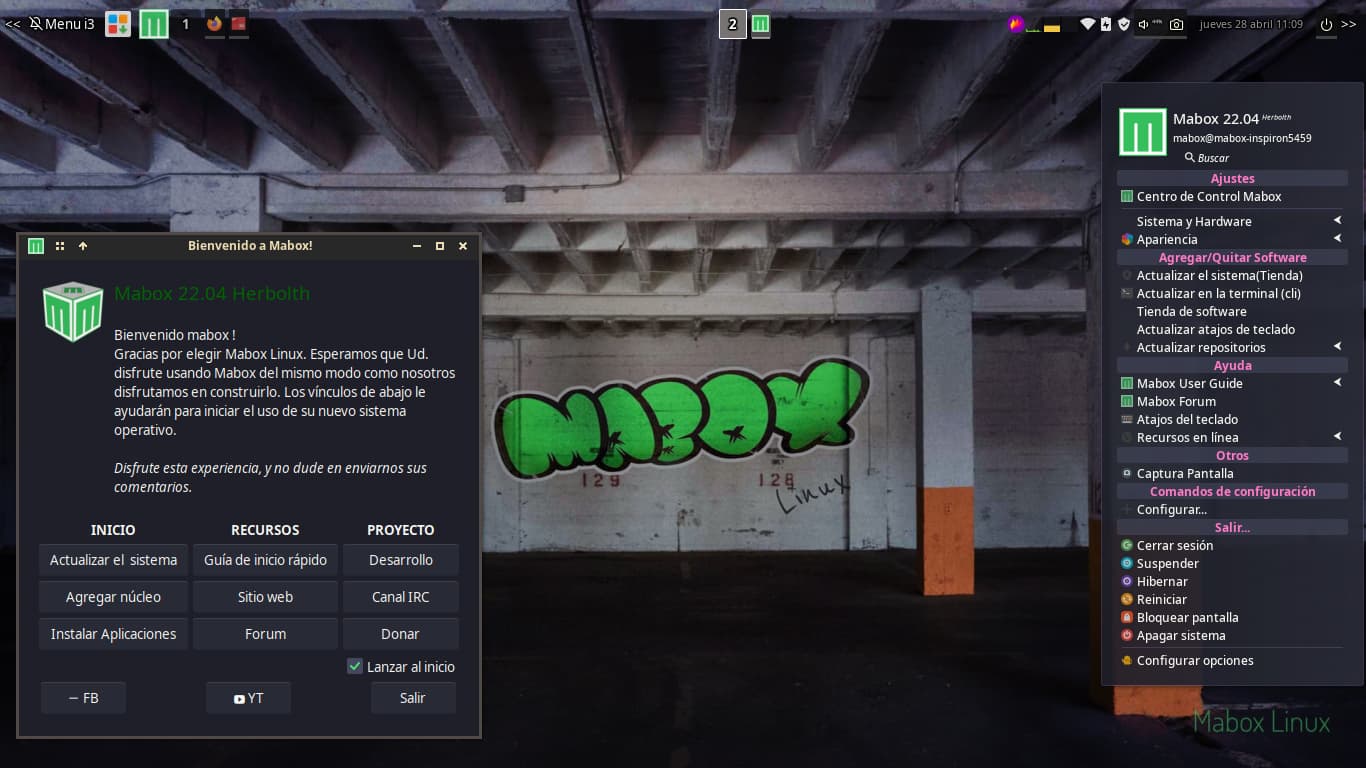 << Menu i3 1 2 jueves 28 abril 11:09 >>
Bienvenido a Mabox!
Mabox 22.04 Herbolth
Bienvenido mabox !
Gracias por elegir Mabox Linux. Esperamos que Ud.
disfrute usando Mabox del mismo modo como nosotros
disfrutamos en construirlo. Los vínculos de abajo le
ayudarán para iniciar el uso de su nuevo sistema
operativo.
Disfrute esta experiencia, y no dude en enviarnos sus
comentarios.
INICIO RECURSOS PROYECTO
Actualizar el sistema Guía de inicio rápido Desarrollo
Agregar núcleo Sitio web Canal IRC
Instalar Aplicaciones Forum Donar
Lanzar al inicio
FB YT Salir
MABOX
129 128
Linux
Mabox 22.04 Herbolth
mabox@mabox-inspiron5459
Buscar
Ajustes
Centro de Control Mabox
Sistema y Hardware
Apariencia
Agregar/Quitar Software
Actualizar el sistema(Tienda)
Actualizar en la terminal (cli)
Tienda de software
Actualizar atajos de teclado
Actualizar repositorios
Ayuda
Mabox User Guide
Mabox Forum
Atajos del teclado
Recursos en línea
Otros
Captura Pantalla
Comandos de configuración
Configurar...
Salir...
Cerrar sesión
Suspender
Hibernar
Reiniciar
Bloquear pantalla
Apagar sistema
Configurar opciones
Mabox Linux